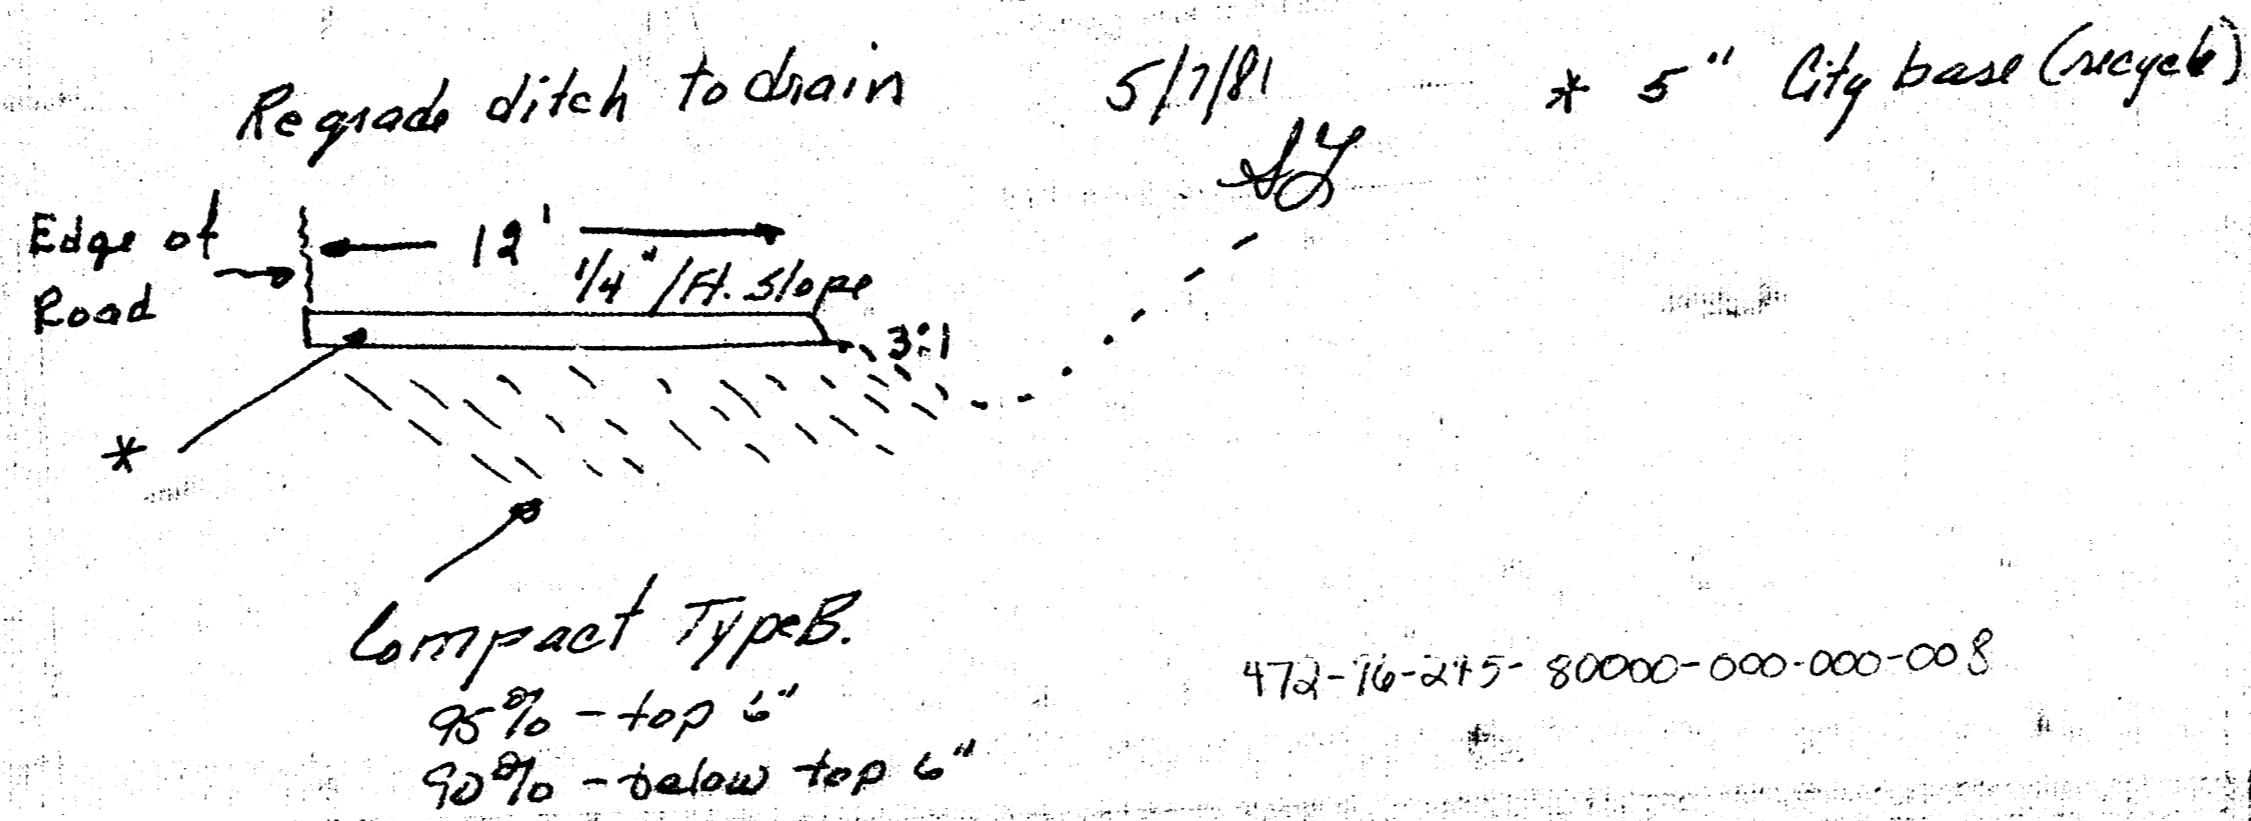 Regrade ditch to drain
5/7/81
* 5" City base (recycle)
Edge of
Road
12'
1/4"/Ft. Slope
3:1
*
Compact Type B.
95% - top 6"
90% - below top 6"
472-76-245-80000-000-000-008